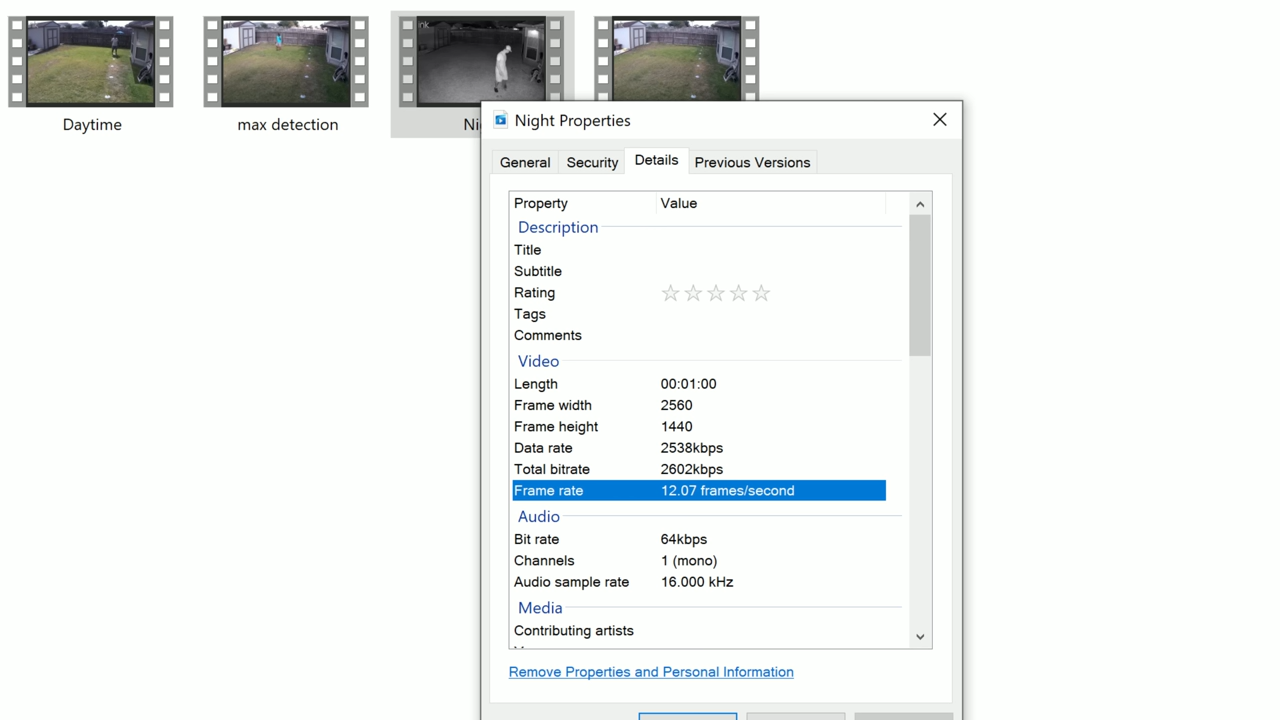 Daytime
max detection
Night Properties
General
Security
Details
Previous Versions
Property Value
Description
Title
Subtitle
Rating
Tags
Comments
Video
Length 00:01:00
Frame width 2560
Frame height 1440
Data rate 2538kbps
Total bitrate 2602kbps
Frame rate 12.07 frames/second
Audio
Bit rate 64kbps
Channels 1 (mono)
Audio sample rate 16.000 kHz
Media
Contributing artists
Remove Properties and Personal Information